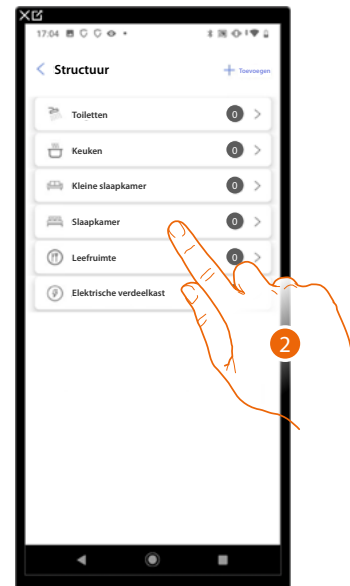 17:04
Structuur
Toevoegen
Toiletten 0
Keuken 0
Kleine slaapkamer 0
Slaapkamer 0
Leefruimte 0
Elektrische verdeelkast
2